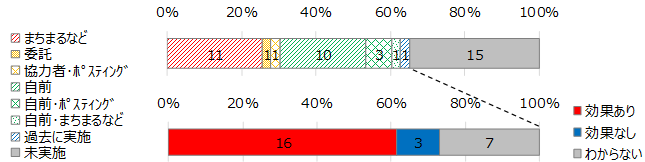 0% 20% 40% 60% 80% 100%
まちまるなど
委託
協力者・ﾎﾟｽﾃｨﾝｸﾞ
自前
自前・ﾎﾟｽﾃｨﾝｸﾞ
自前・まちまるなど
過去に実施
未実施
11 1 1 10 3 1 1 15
0% 20% 40% 60% 80% 100%
16 3 7
効果あり
効果なし
わからない